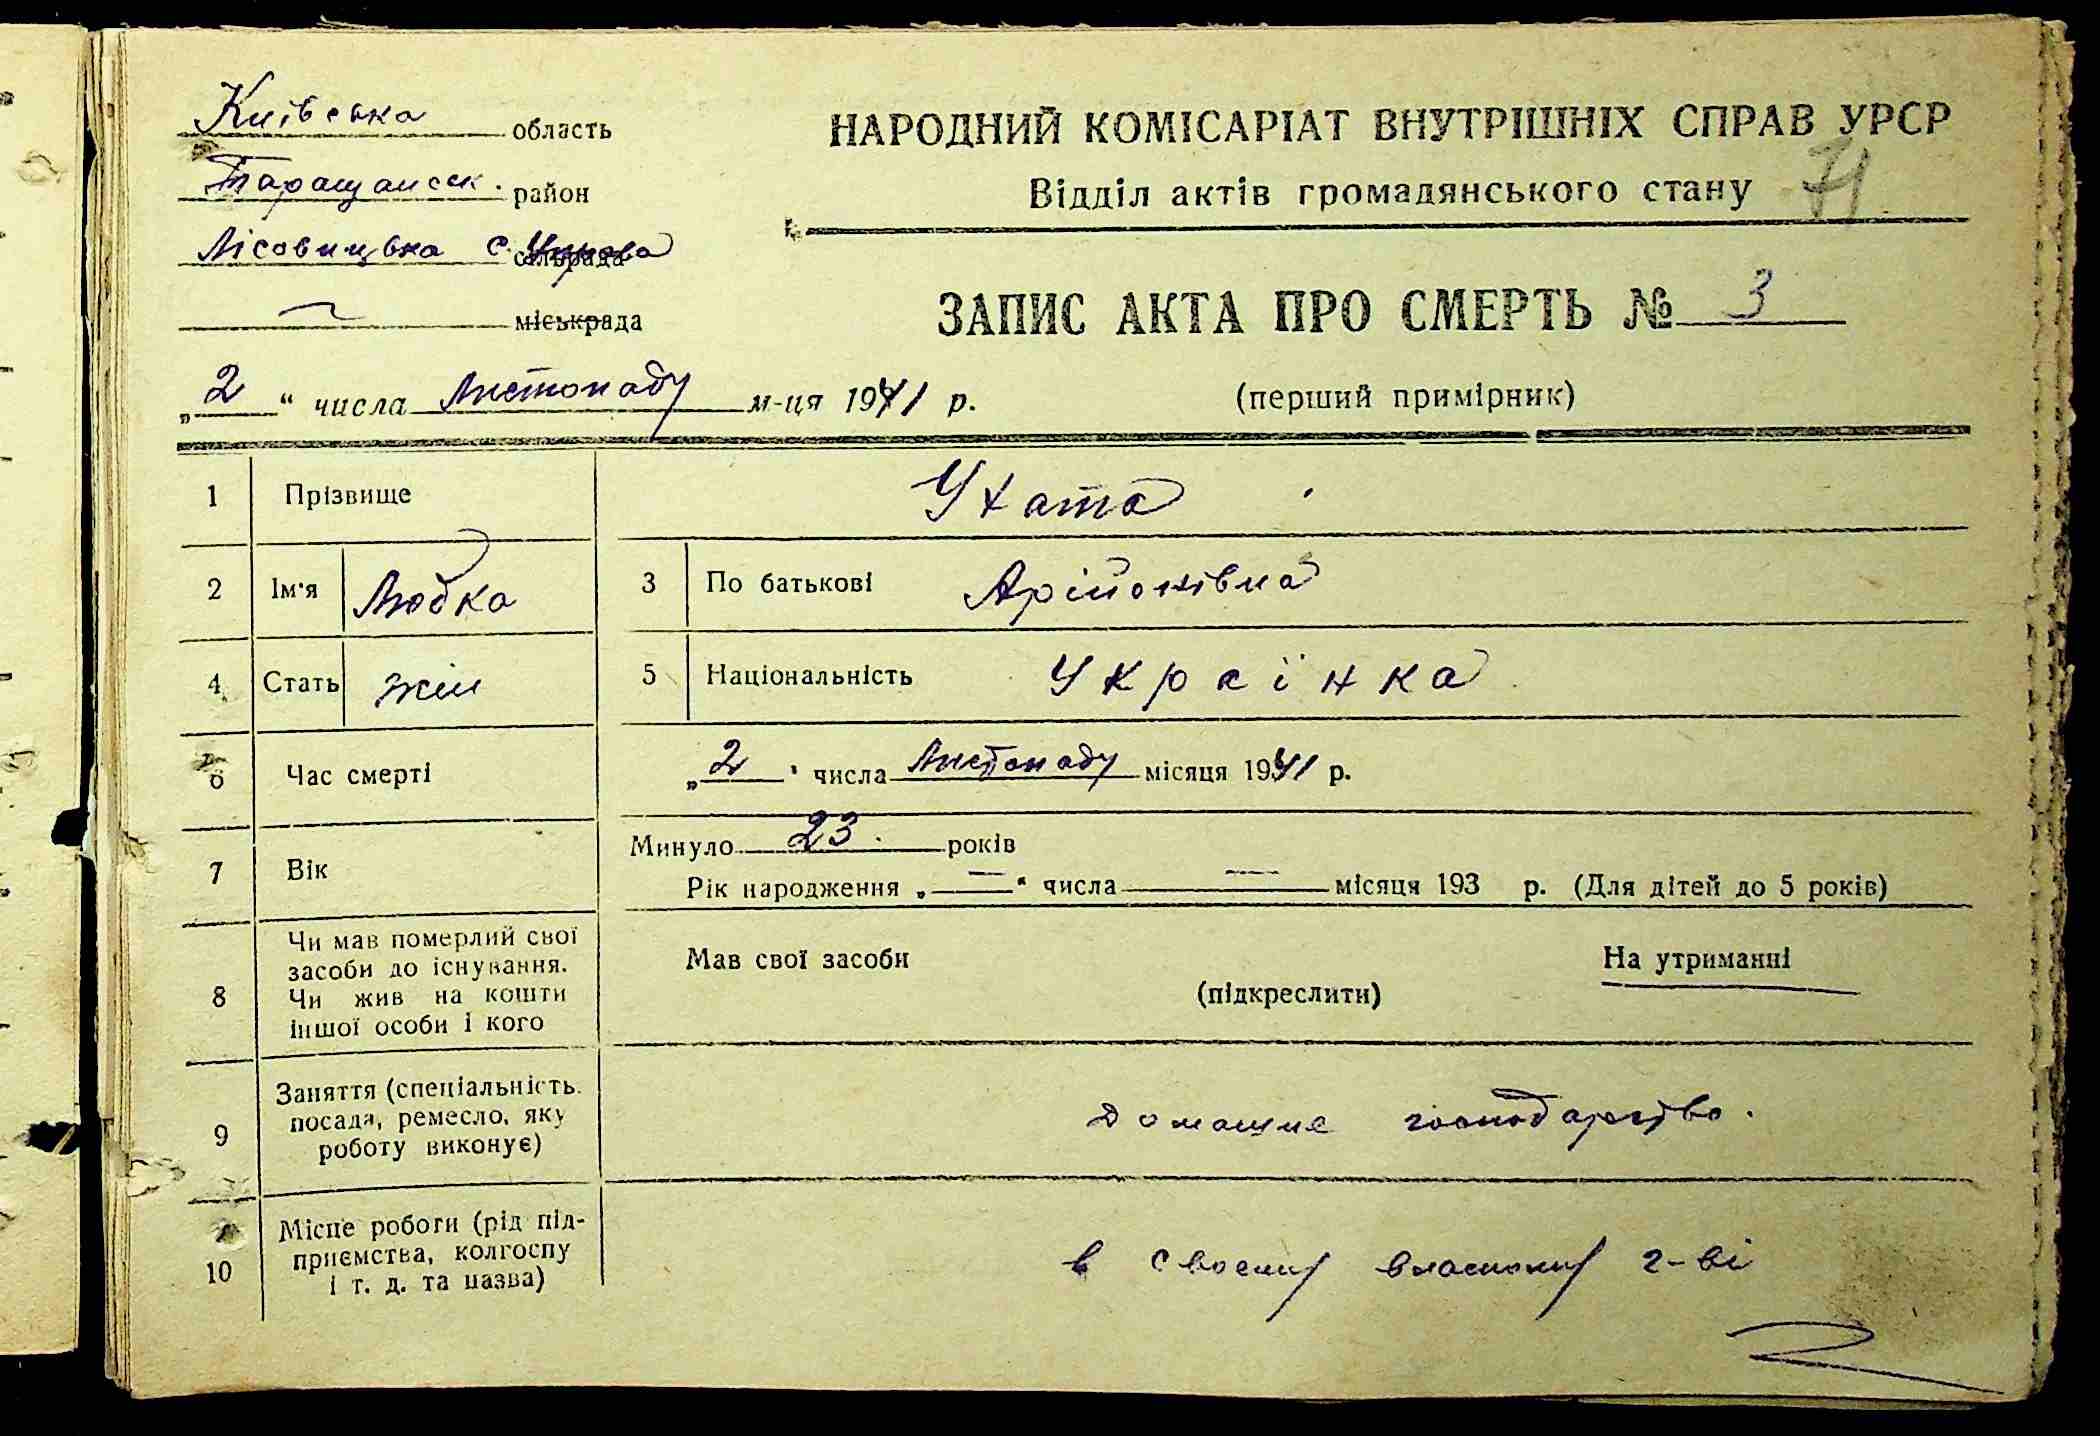 Київська область
Таращанськ. район
Лісовицька с. Управа
міськрада
НАРОДНИЙ КОМІСАРІАТ ВНУТРІШНІХ СПРАВ УРСР
Відділ актів громадянського стану
71
ЗАПИС АКТА ПРО СМЕРТЬ № 3
„2“ числа Листопаду м-ця 1941 р.
(перший примірник)
1 Прізвище Ухата
2 Ім'я Любка 3 По батькові
4 Стать жін 5 Національність Українка
6 Час смерті „2“ числа Листопаду місяця 1941 р.
7 Вік Минуло 23. років
Рік народження „—“ числа — місяця 193 р. (Для дітей до 5 років)
8 Чи мав померлий свої
засоби до існування.
Чи жив на кошти
іншої особи і кого
Мав свої засоби
(підкреслити)
На утриманні
9 Заняття (спеціальність.
посада, ремесло, яку
роботу виконує)
Домашнє господарство.
10 Місце роботи (рід під-
приємства, колгоспу
і т. д. та назва)
в своєму власному г-ві